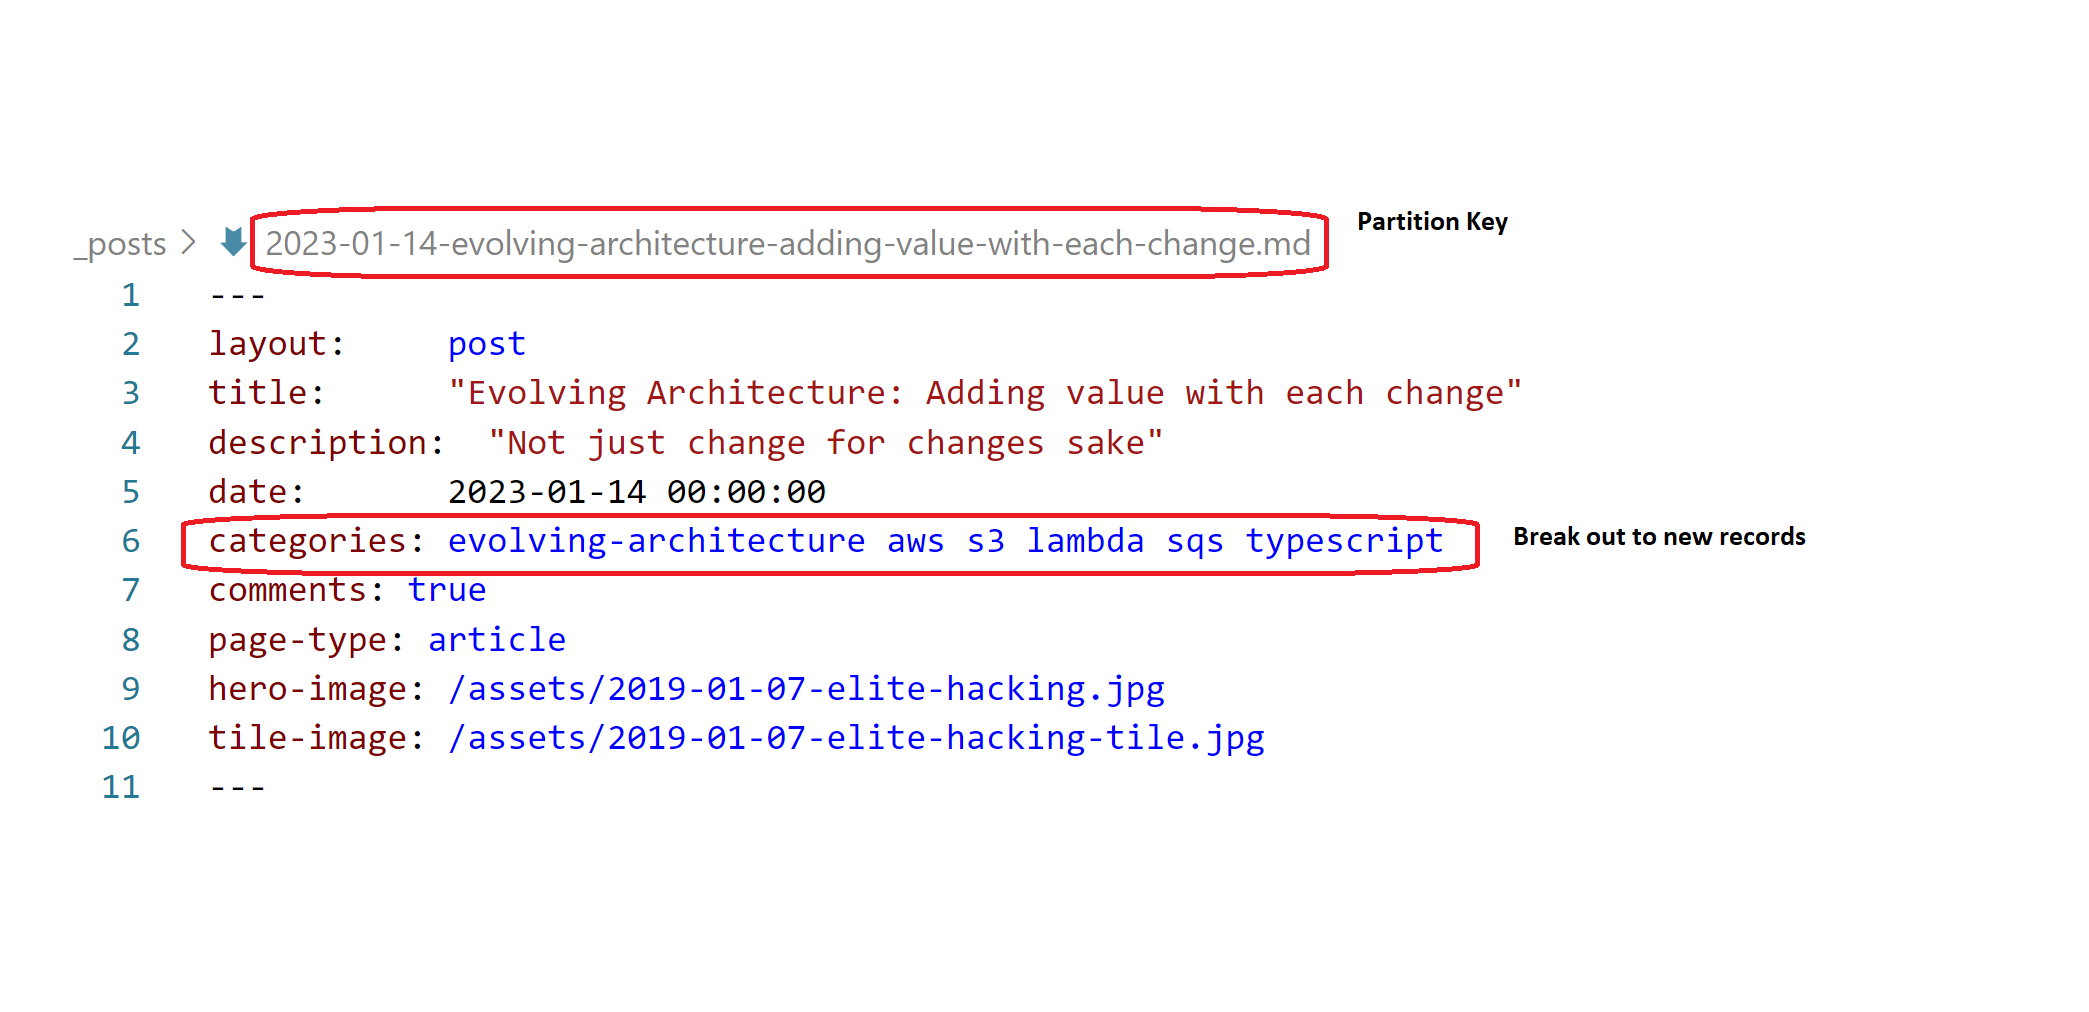 _posts > 2023-01-14-evolving-architecture-adding-value-with-each-change.md Partition Key
1 ---
2 layout: post
3 title: "Evolving Architecture: Adding value with each change"
4 description: "Not just change for changes sake"
5 date: 2023-01-14 00:00:00
6 categories: evolving-architecture aws s3 lambda sqs typescript Break out to new records
7 comments: true
8 page-type: article
9 hero-image: /assets/2019-01-07-elite-hacking.jpg
10 tile-image: /assets/2019-01-07-elite-hacking-tile.jpg
11 ---